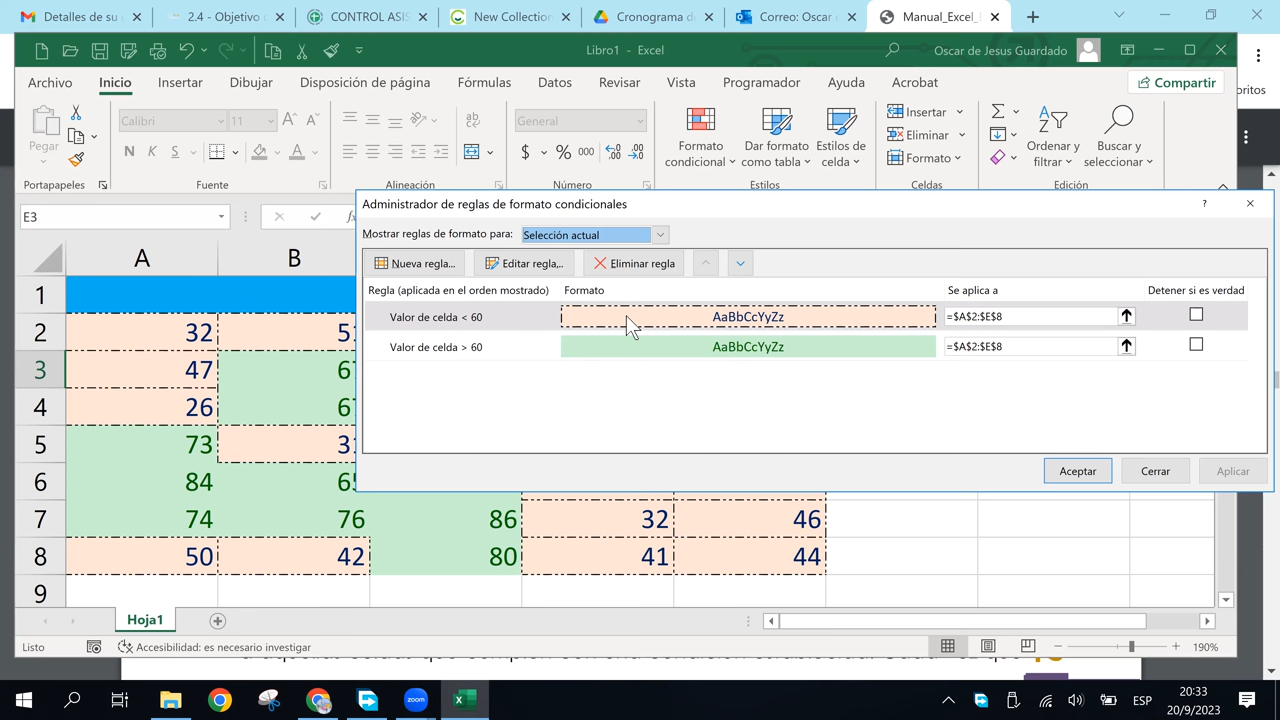 Detalles de su
2.4 - Objetivo
CONTROL ASIS
New Collection
Cronograma d
Correo: Oscar
Manual_Excel_
Libro1 - Excel
Oscar de Jesus Guardado
Archivo
Inicio
Insertar
Dibujar
Disposición de página
Fórmulas
Datos
Revisar
Vista
Programador
Ayuda
Acrobat
Compartir
Pegar
Portapapeles
Calibri
11
N K S
Fuente
Alineación
General
$ % 000
Número
Formato condicional
Dar formato como tabla
Estilos de celda
Estilos
Insertar
Eliminar
Formato
Celdas
Ordenar y filtrar
Buscar y seleccionar
Edición
E3
Administrador de reglas de formato condicionales
Mostrar reglas de formato para: Selección actual
Nueva regla...
Editar regla...
Eliminar regla
Regla (aplicada en el orden mostrado) Formato Se aplica a Detener si es verdad
Valor de celda < 60 AaBbCcYyZz =$A$2:$E$8
Valor de celda > 60 AaBbCcYyZz =$A$2:$E$8
Aceptar
Cerrar
Aplicar
A B
1
2 32
3 47
4 26
5 73
6 84
7 74 76 86 32 46
8 50 42 80 41 44
9
Hoja1
Listo
Accesibilidad: es necesario investigar
190%
ESP
20:33
20/9/2023